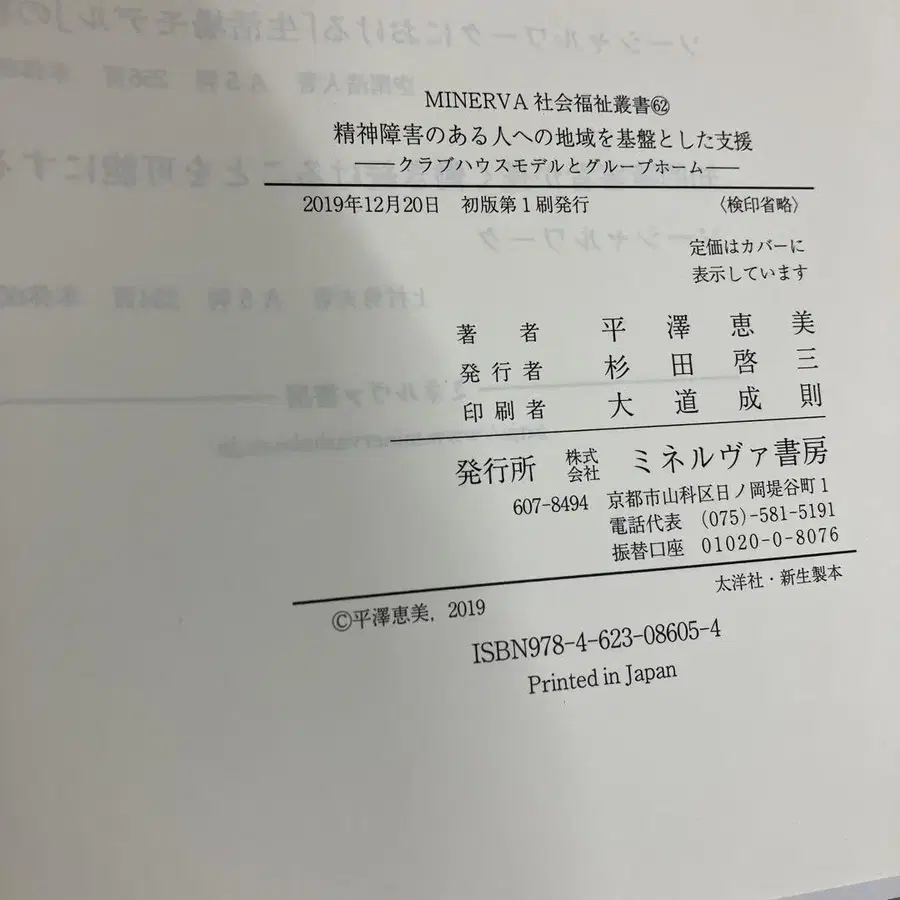 MINERVA 社会福祉叢書㊷
精神障害のある人への地域を基盤とした支援
――クラブハウスモデルとグループホーム――
2019年12月20日 初版第1刷発行 〈検印省略〉
定価はカバーに
表示しています
著者 平澤恵美
発行者 杉田啓三
印刷者 大道成則
発行所 株式会社 ミネルヴァ書房
607-8494 京都市山科区日ノ岡堤谷町1
電話代表 (075)-581-5191
振替口座 01020-0-8076
©平澤恵美, 2019 太洋社・新生製本
ISBN978-4-623-08605-4
Printed in Japan